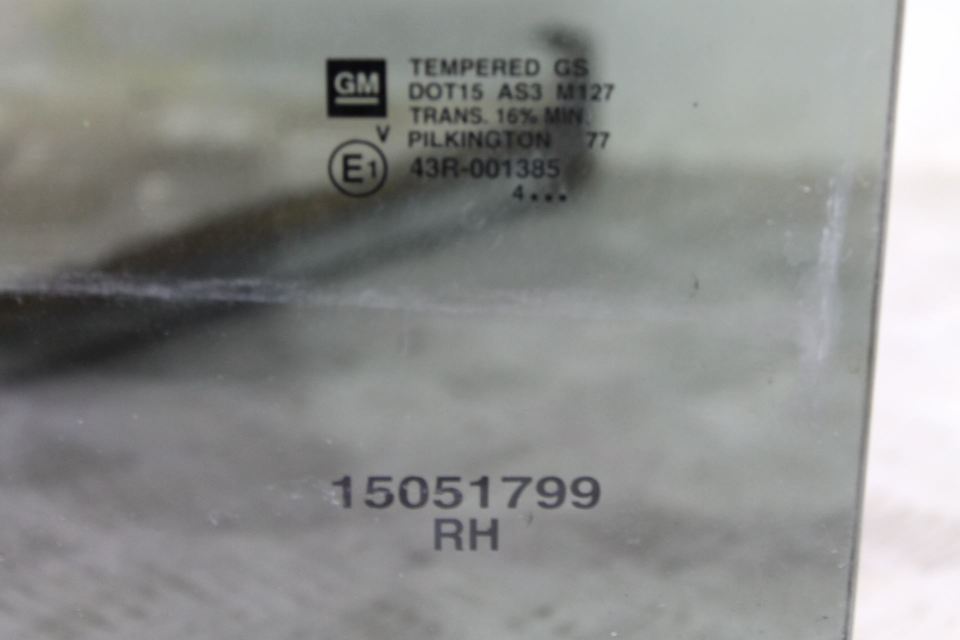 GM
TEMPERED GS
DOT15 AS3 M127
TRANS. 16% MIN.
V PILKINGTON 77
E1 43R-001385
4...
15051799
RH